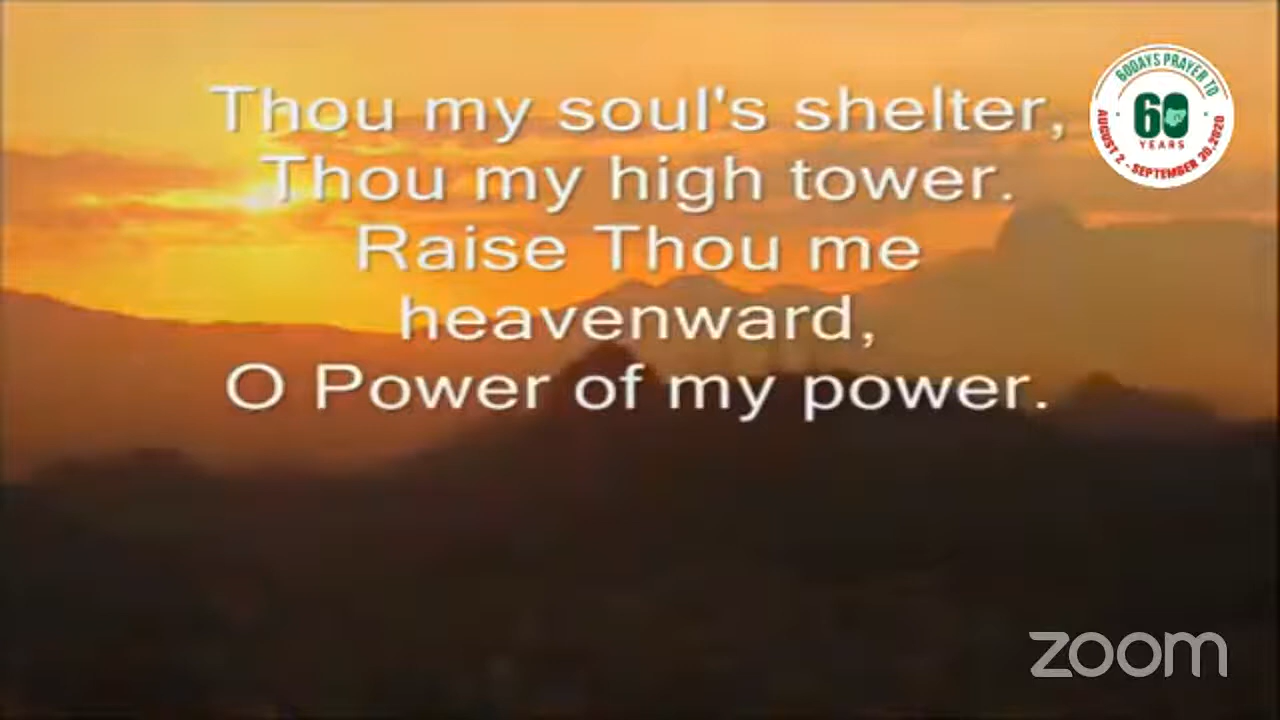 Thou my soul's shelter,
Thou my high tower.
Raise Thou me
heavenward,
O Power of my power.
60DAYS PRAYER TO
60
YEARS
AUGUST 2 - SEPTEMBER 30, 2020
zoom